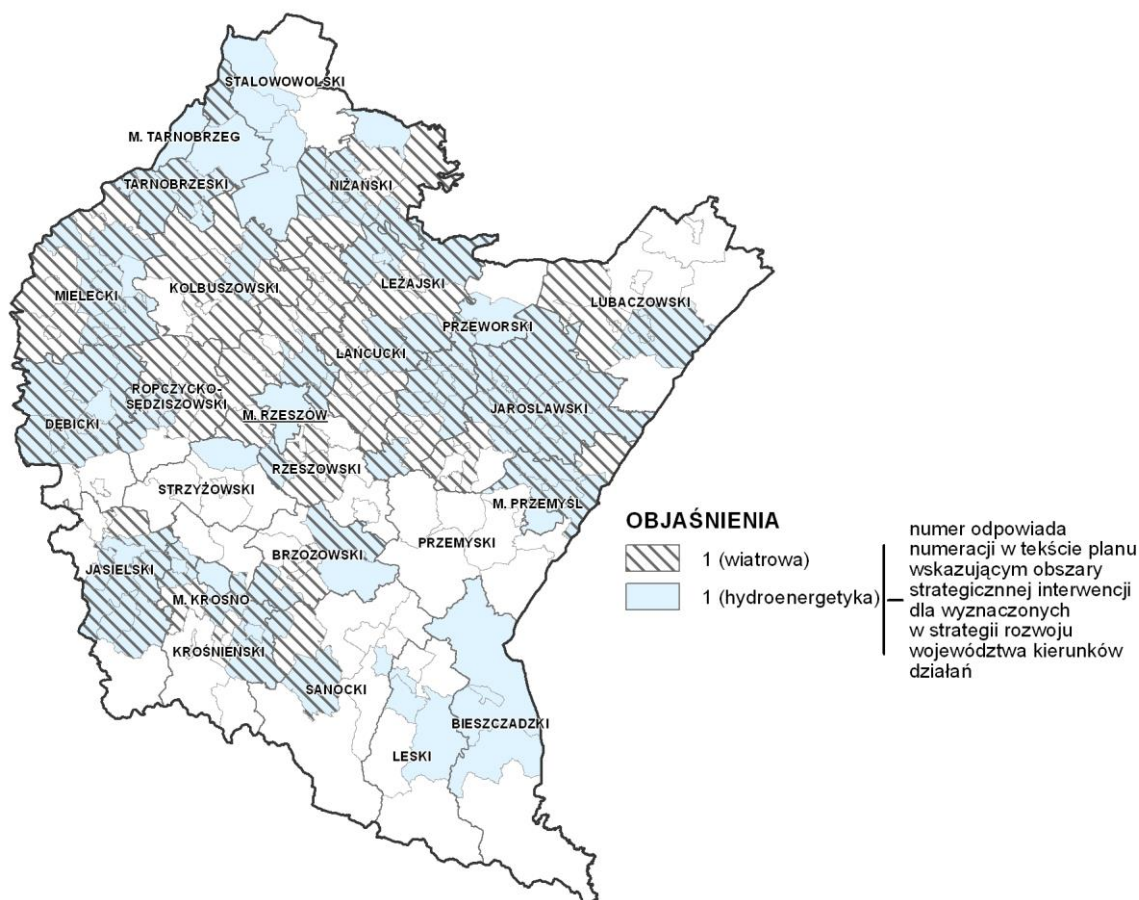 STALOWOWOLSKI
M. TARNOBRZEG
TARNOBRZESKI
NIŻAŃSKI
MIELECKI
KOLBUSZOWSKI
LEŻAJSKI
LUBACZOWSKI
PRZEWORSKI
ŁAŃCUCKI
ROPCZYCKO-
SĘDZISZOWSKI
JAROSŁAWSKI
M. RZESZÓW
DĘBICKI
RZESZOWSKI
STRZYŻOWSKI
M. PRZEMYŚL
PRZEMYSKI
BRZOZOWSKI
JASIELSKI
M. KROSNO
KROŚNIEŃSKI
SANOCKI
BIESZCZADZKI
LESKI
OBJAŚNIENIA
1 (wiatrowa)
1 (hydroenergetyka)
numer odpowiada
numeracji w tekście planu
wskazującym obszary
strategicznnej interwencji
dla wyznaczonych
w strategii rozwoju
województwa kierunków
działań